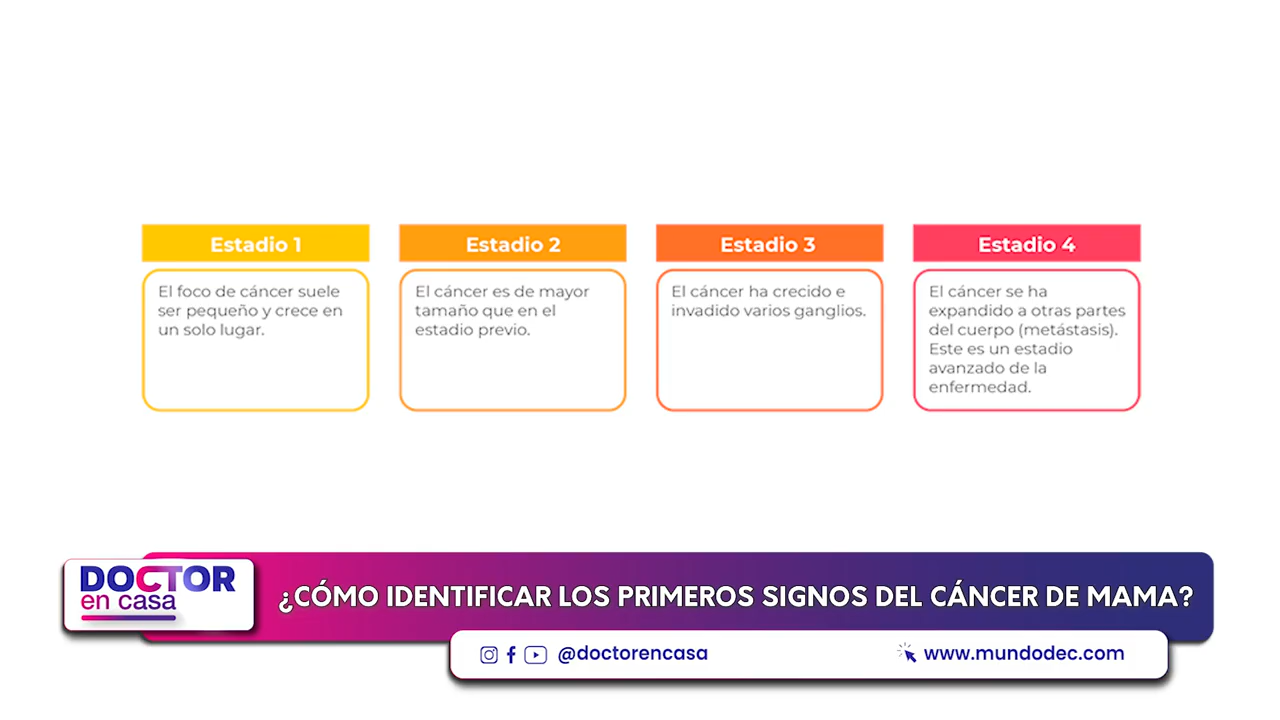 Estadio 1
El foco de cáncer suele
ser pequeño y crece en
un solo lugar.
Estadio 2
El cáncer es de mayor
tamaño que en el
estadio previo.
Estadio 3
El cáncer ha crecido e
invadido varios ganglios.
Estadio 4
El cáncer se ha
expandido a otras partes
del cuerpo (metástasis).
Este es un estadio
avanzado de la
enfermedad.
DOCTOR
en casa
¿CÓMO IDENTIFICAR LOS PRIMEROS SIGNOS DEL CÁNCER DE MAMA?
@doctorencasa
www.mundodec.com